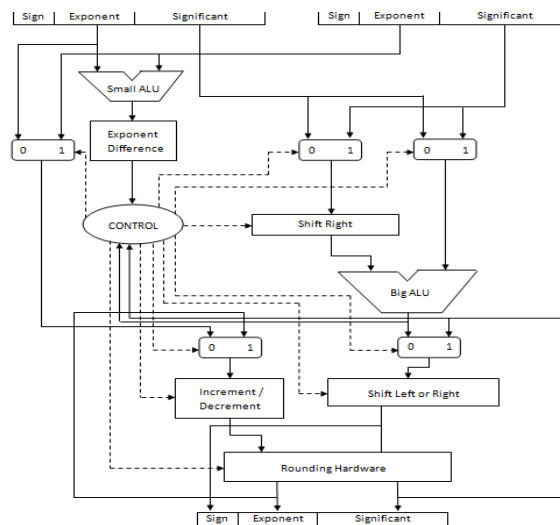 Sign Exponent Significant Sign Exponent Significant
Small ALU
0 1
Exponent
Difference
0 1
0 1
CONTROL
Shift Right
Big ALU
0 1
0 1
Increment /
Decrement
Shift Left or Right
Rounding Hardware
Sign Exponent Significant